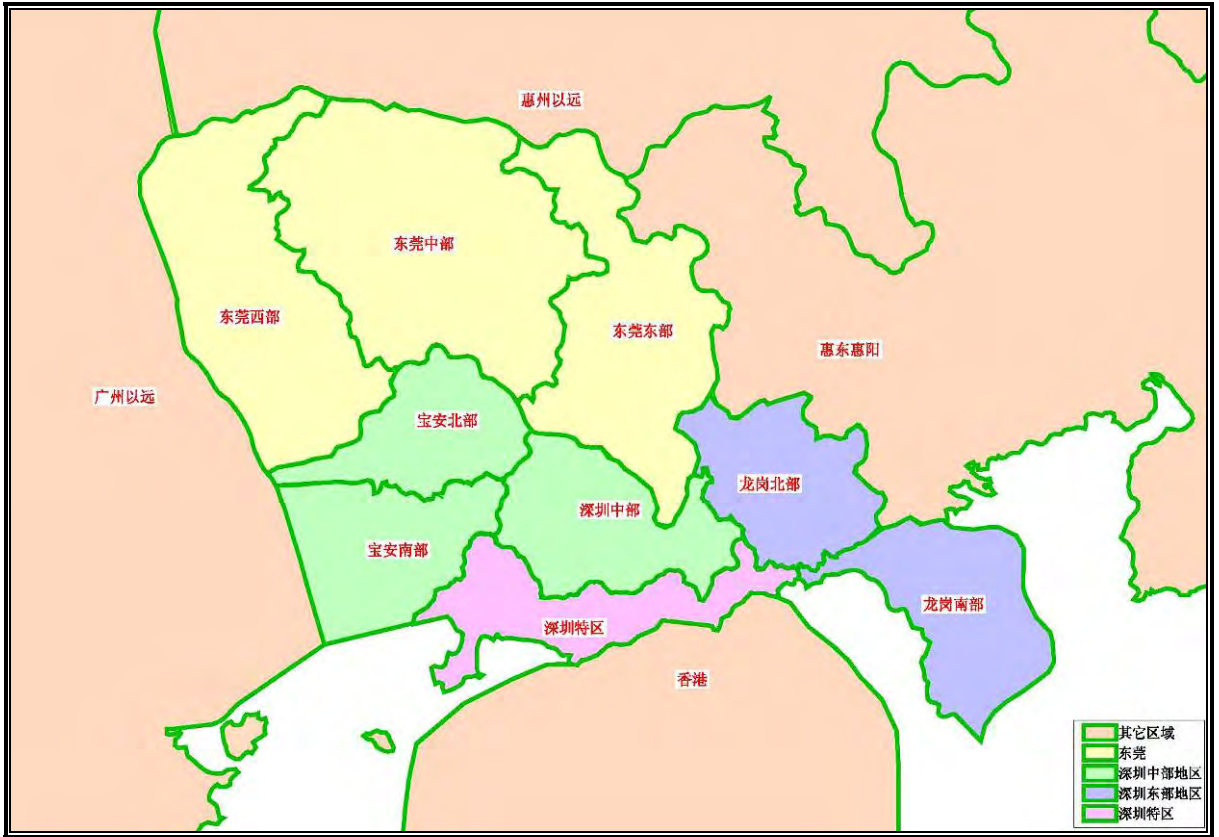 惠州以远
东莞中部
东莞西部
东莞东部
惠东惠阳
广州以远
宝安北部
龙岗北部
深圳中部
宝安南部
龙岗南部
深圳特区
香港
其它区域
东莞
深圳中部地区
深圳东部地区
深圳特区